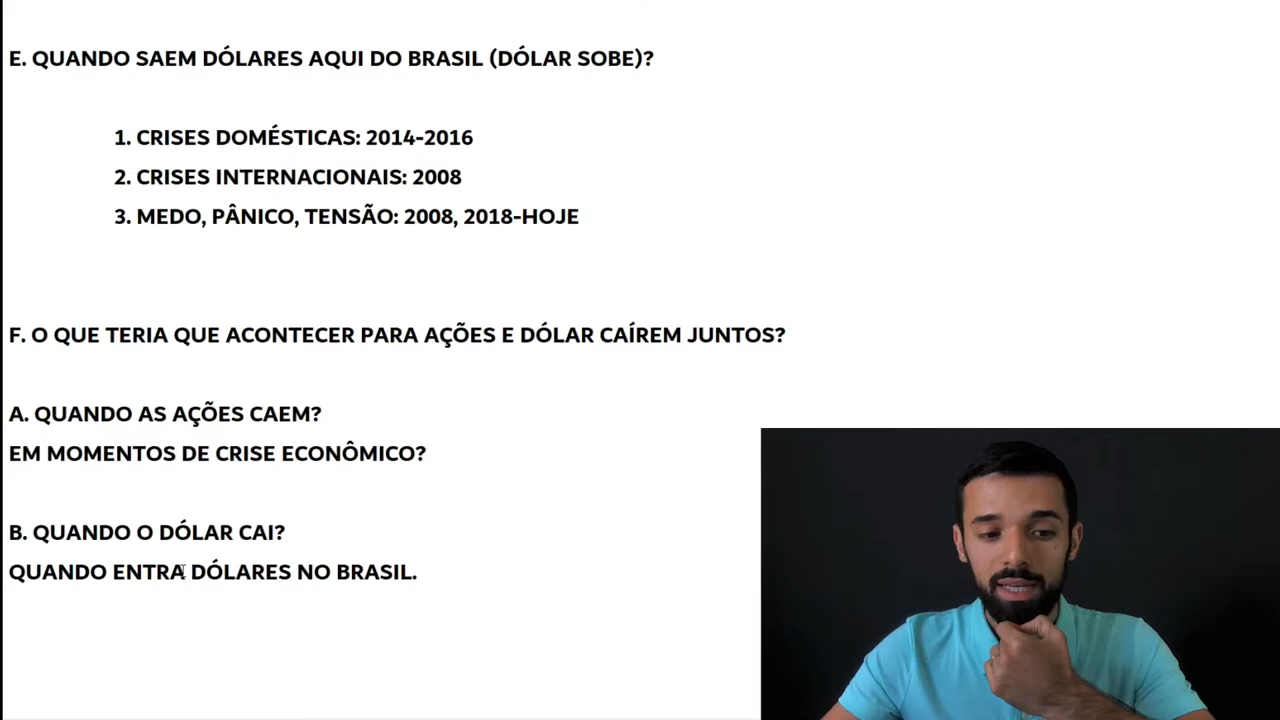 E. QUANDO SAEM DÓLARES AQUI DO BRASIL (DÓLAR SOBE)?
1. CRISES DOMÉSTICAS: 2014-2016
2. CRISES INTERNACIONAIS: 2008
3. MEDO, PÂNICO, TENSÃO: 2008, 2018-HOJE
F. O QUE TERIA QUE ACONTECER PARA AÇÕES E DÓLAR CAÍREM JUNTOS?
A. QUANDO AS AÇÕES CAEM?
EM MOMENTOS DE CRISE ECONÔMICO?
B. QUANDO O DÓLAR CAI?
QUANDO ENTRA DÓLARES NO BRASIL.